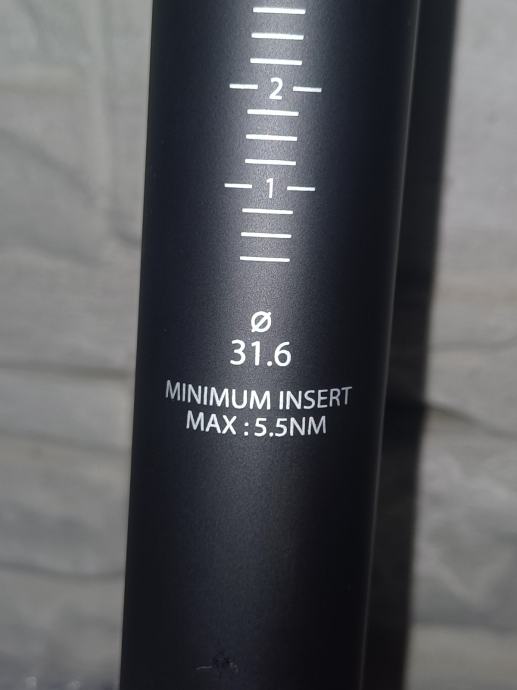 2
1
Ø
31.6
MINIMUM INSERT
MAX : 5.5NM